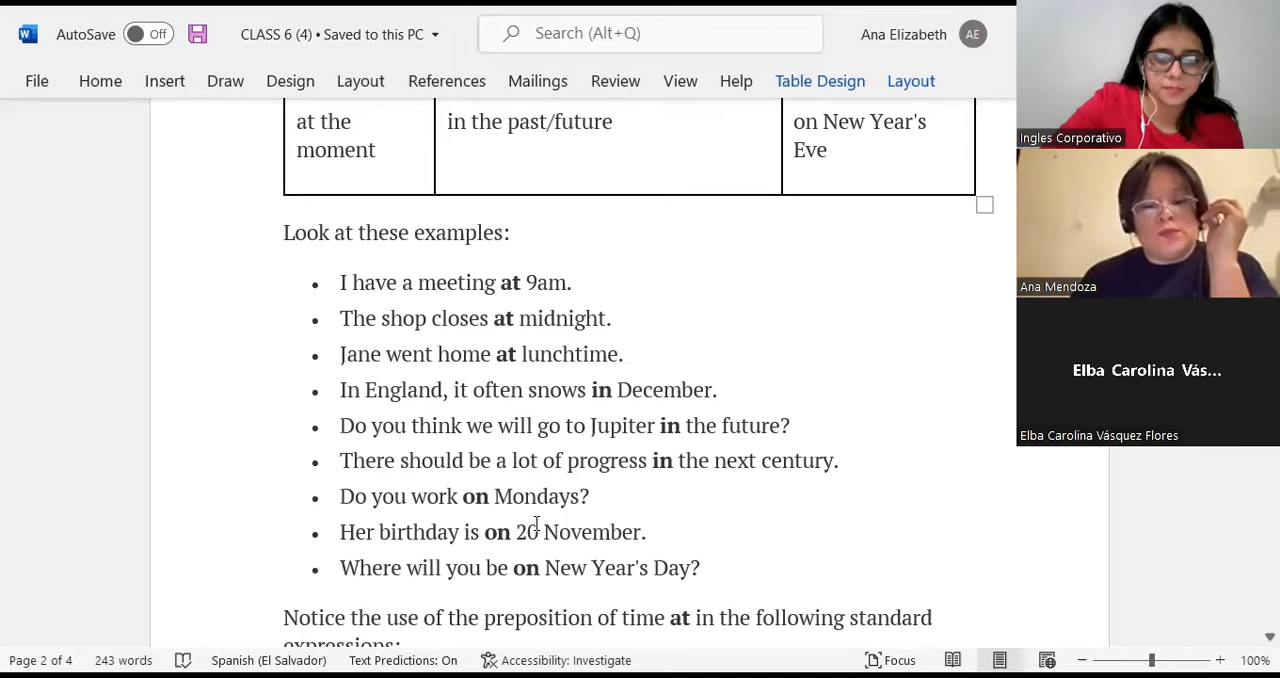 AutoSave Off CLASS 6 (4) • Saved to this PC Search (Alt+Q) Ana Elizabeth AE
File Home Insert Draw Design Layout References Mailings Review View Help Table Design Layout
at the moment
in the past/future
on New Year's Eve
Look at these examples:
• I have a meeting at 9am.
• The shop closes at midnight.
• Jane went home at lunchtime.
• In England, it often snows in December.
• Do you think we will go to Jupiter in the future?
• There should be a lot of progress in the next century.
• Do you work on Mondays?
• Her birthday is on 20 November.
• Where will you be on New Year's Day?
Notice the use of the preposition of time at in the following standard
expressions:
Page 2 of 4 243 words Spanish (El Salvador) Text Predictions: On Accessibility: Investigate Focus 100%
Ingles Corporativo
Ana Mendoza
Elba Carolina Vás...
Elba Carolina Vásquez Flores